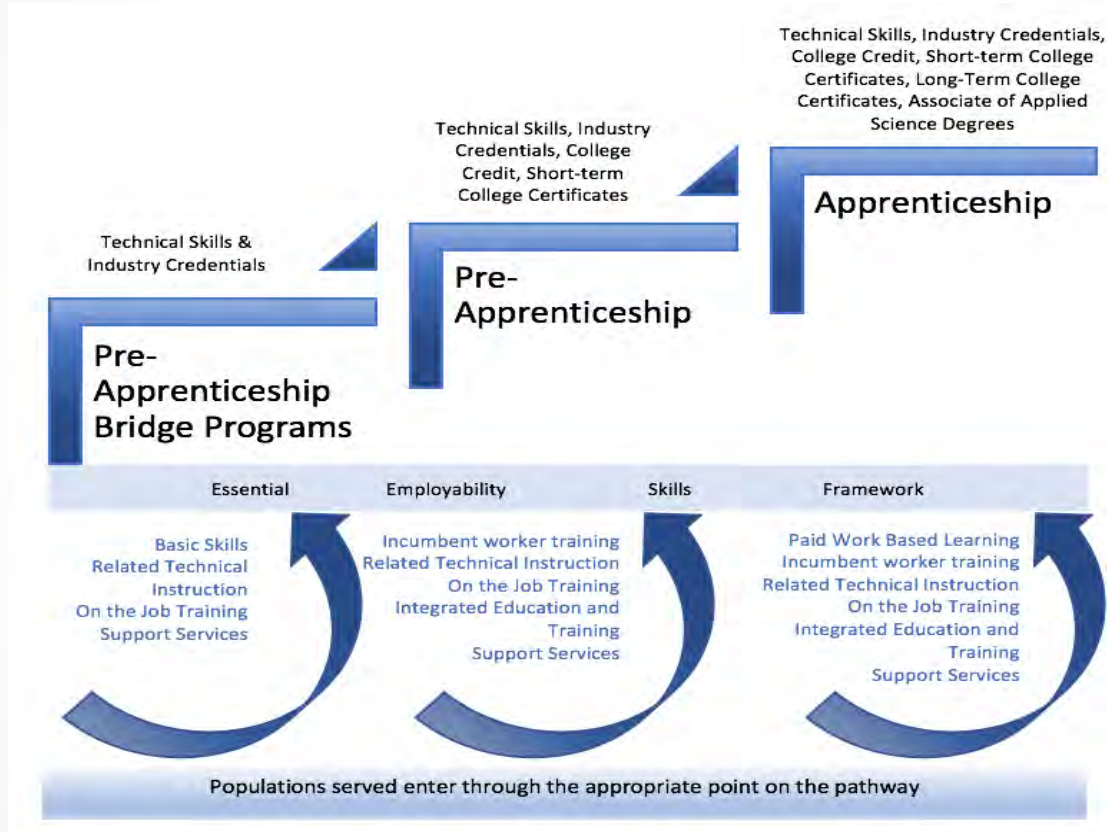 Technical Skills, Industry Credentials,
College Credit, Short-term College
Certificates, Long-Term College
Certificates, Associate of Applied
Science Degrees
Apprenticeship
Technical Skills, Industry
Credentials, College
Credit, Short-term
College Certificates
Pre-
Apprenticeship
Technical Skills &
Industry Credentials
Pre-
Apprenticeship
Bridge Programs
Essential Employability Skills Framework
Basic Skills
Related Technical
Instruction
On the Job Training
Support Services
Incumbent worker training
Related Technical Instruction
On the Job Training
Integrated Education and
Training
Support Services
Paid Work Based Learning
Incumbent worker training
Related Technical Instruction
On the Job Training
Integrated Education and
Training
Support Services
Populations served enter through the appropriate point on the pathway